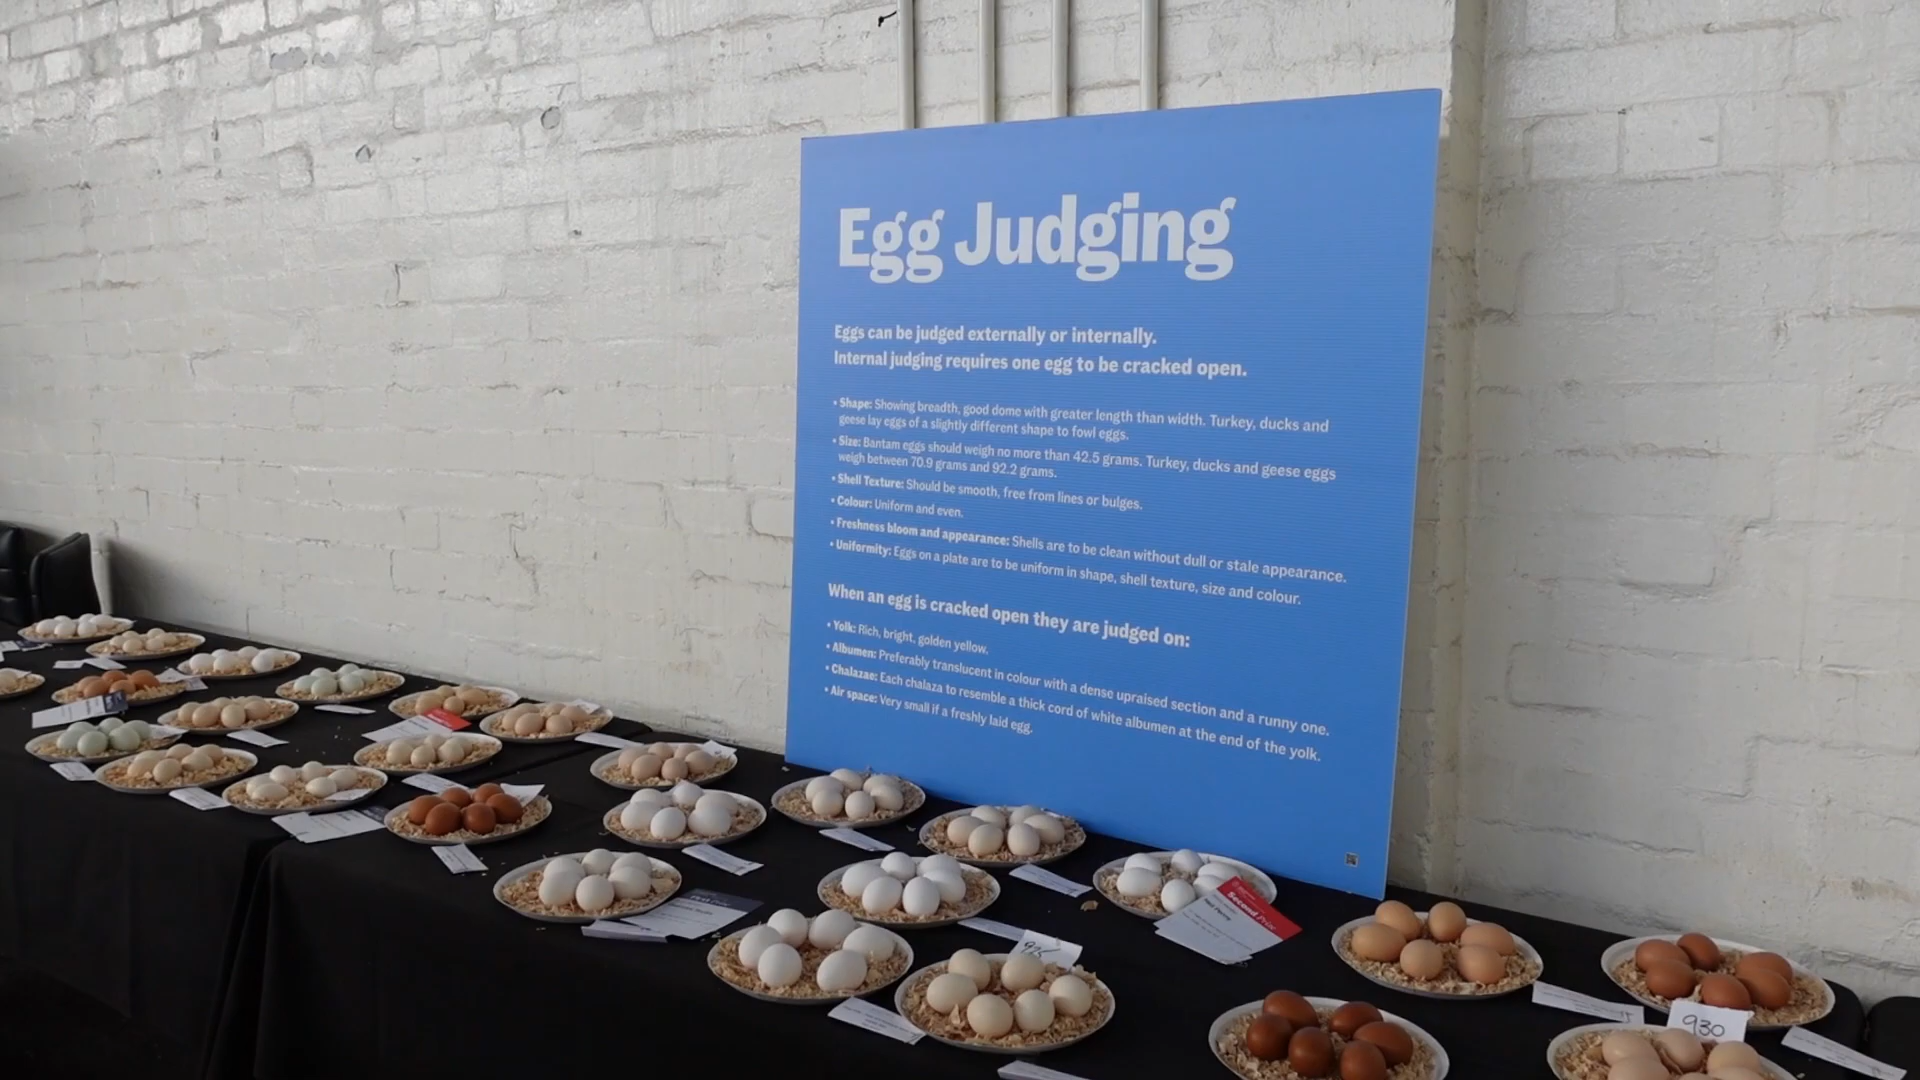 Egg Judging
Eggs can be judged externally or internally.
Internal judging requires one egg to be cracked open.
• Shape: Showing breadth, good dome with greater length than width. Turkey, ducks and
geese lay eggs of a slightly different shape to fowl eggs.
• Size: Bantam eggs should weigh no more than 42.5 grams. Turkey, ducks and geese eggs
weigh between 70.9 grams and 92.2 grams.
• Shell Texture: Should be smooth, free from lines or bulges.
• Colour: Uniform and even.
• Freshness bloom and appearance: Shells are to be clean without dull or stale appearance.
• Uniformity: Eggs on a plate are to be uniform in shape, shell texture, size and colour.
When an egg is cracked open they are judged on:
• Yolk: Rich, bright, golden yellow.
• Albumen: Preferably translucent in colour with a dense upraised section and a runny one.
• Chalazae: Each chalaza to resemble a thick cord of white albumen at the end of the yolk.
• Air space: Very small if a freshly laid egg.
Second Prize
930